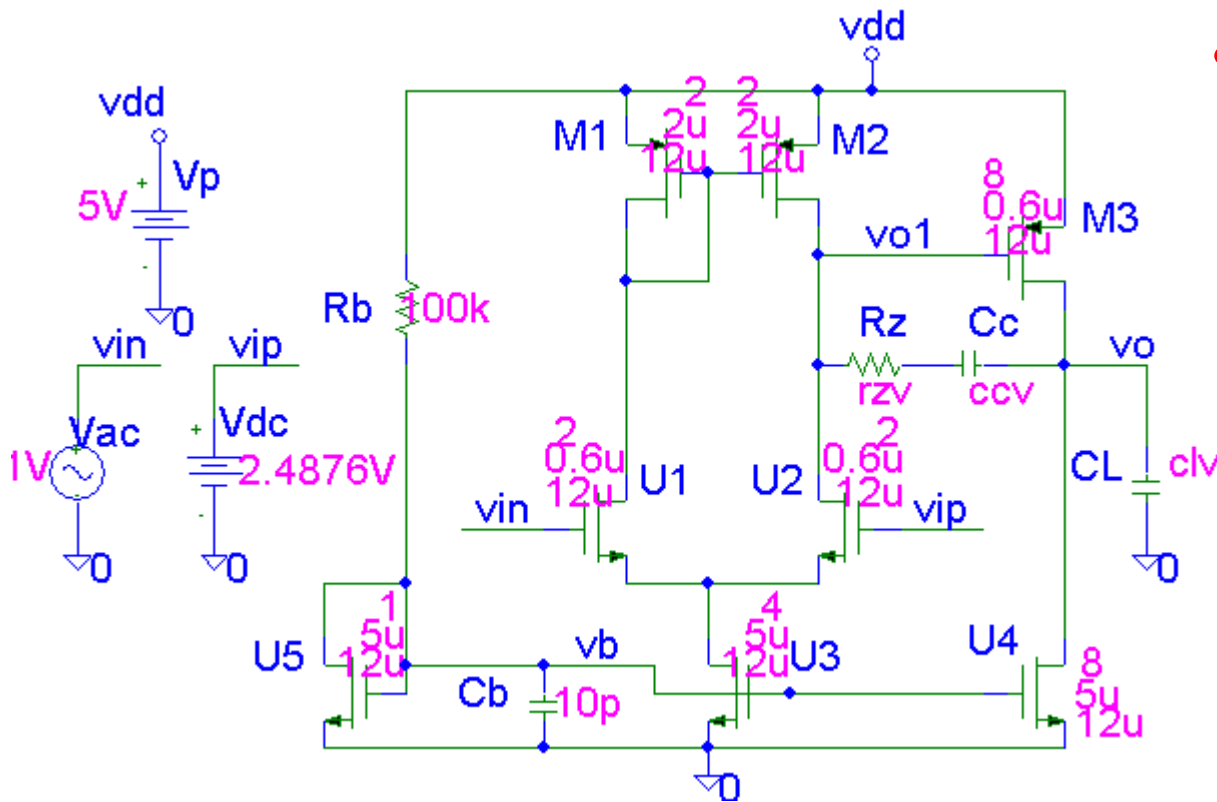 vdd
vdd
Vp
5V
0
vin
vip
Vac
1V
Vdc
2.4876V
0
0
Rb
100k
M1
2
2u
12u
2
2u
12u
M2
8
0.6u
12u
M3
vo1
Rz
rzv
Cc
ccv
vo
CL
clv
0
2
0.6u
12u
U1
2
0.6u
12u
U2
vin
vip
U5
1
5u
12u
Cb
10p
vb
4
5u
12u
U3
U4
8
5u
12u
0